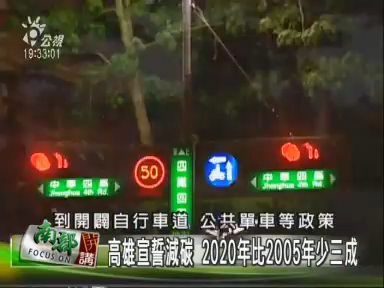 公視
19:33:01
中華四路
Jhonghua 4th Rd.
50
四維四路
中華四路
Jhonghua 4th Rd.
到開闢自行車道 公共單車等政策
南部開講
FOCUS ON
高雄宣誓減碳 2020年比2005年少三成